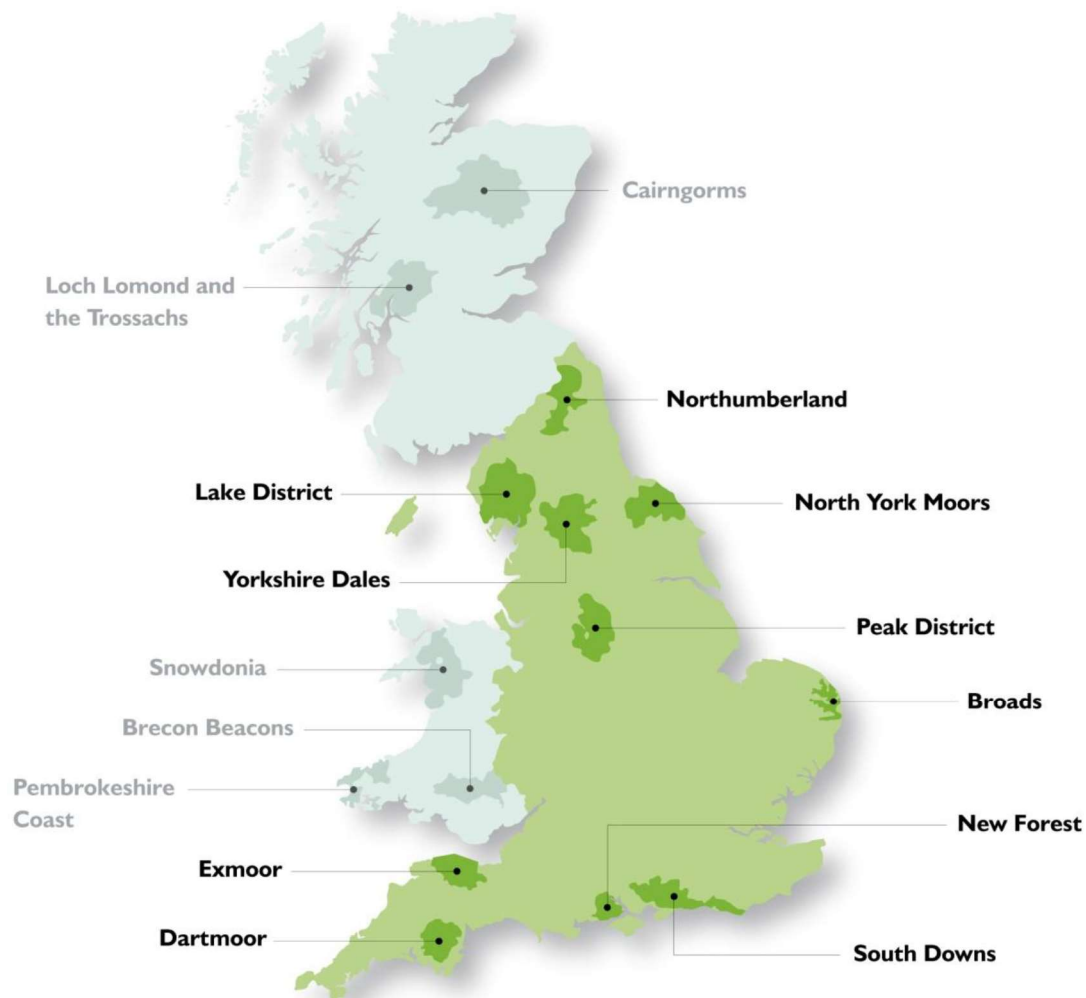 Cairngorms
Loch Lomond and
the Trossachs
Northumberland
Lake District
North York Moors
Yorkshire Dales
Peak District
Snowdonia
Broads
Brecon Beacons
Pembrokeshire
Coast
New Forest
Exmoor
Dartmoor
South Downs